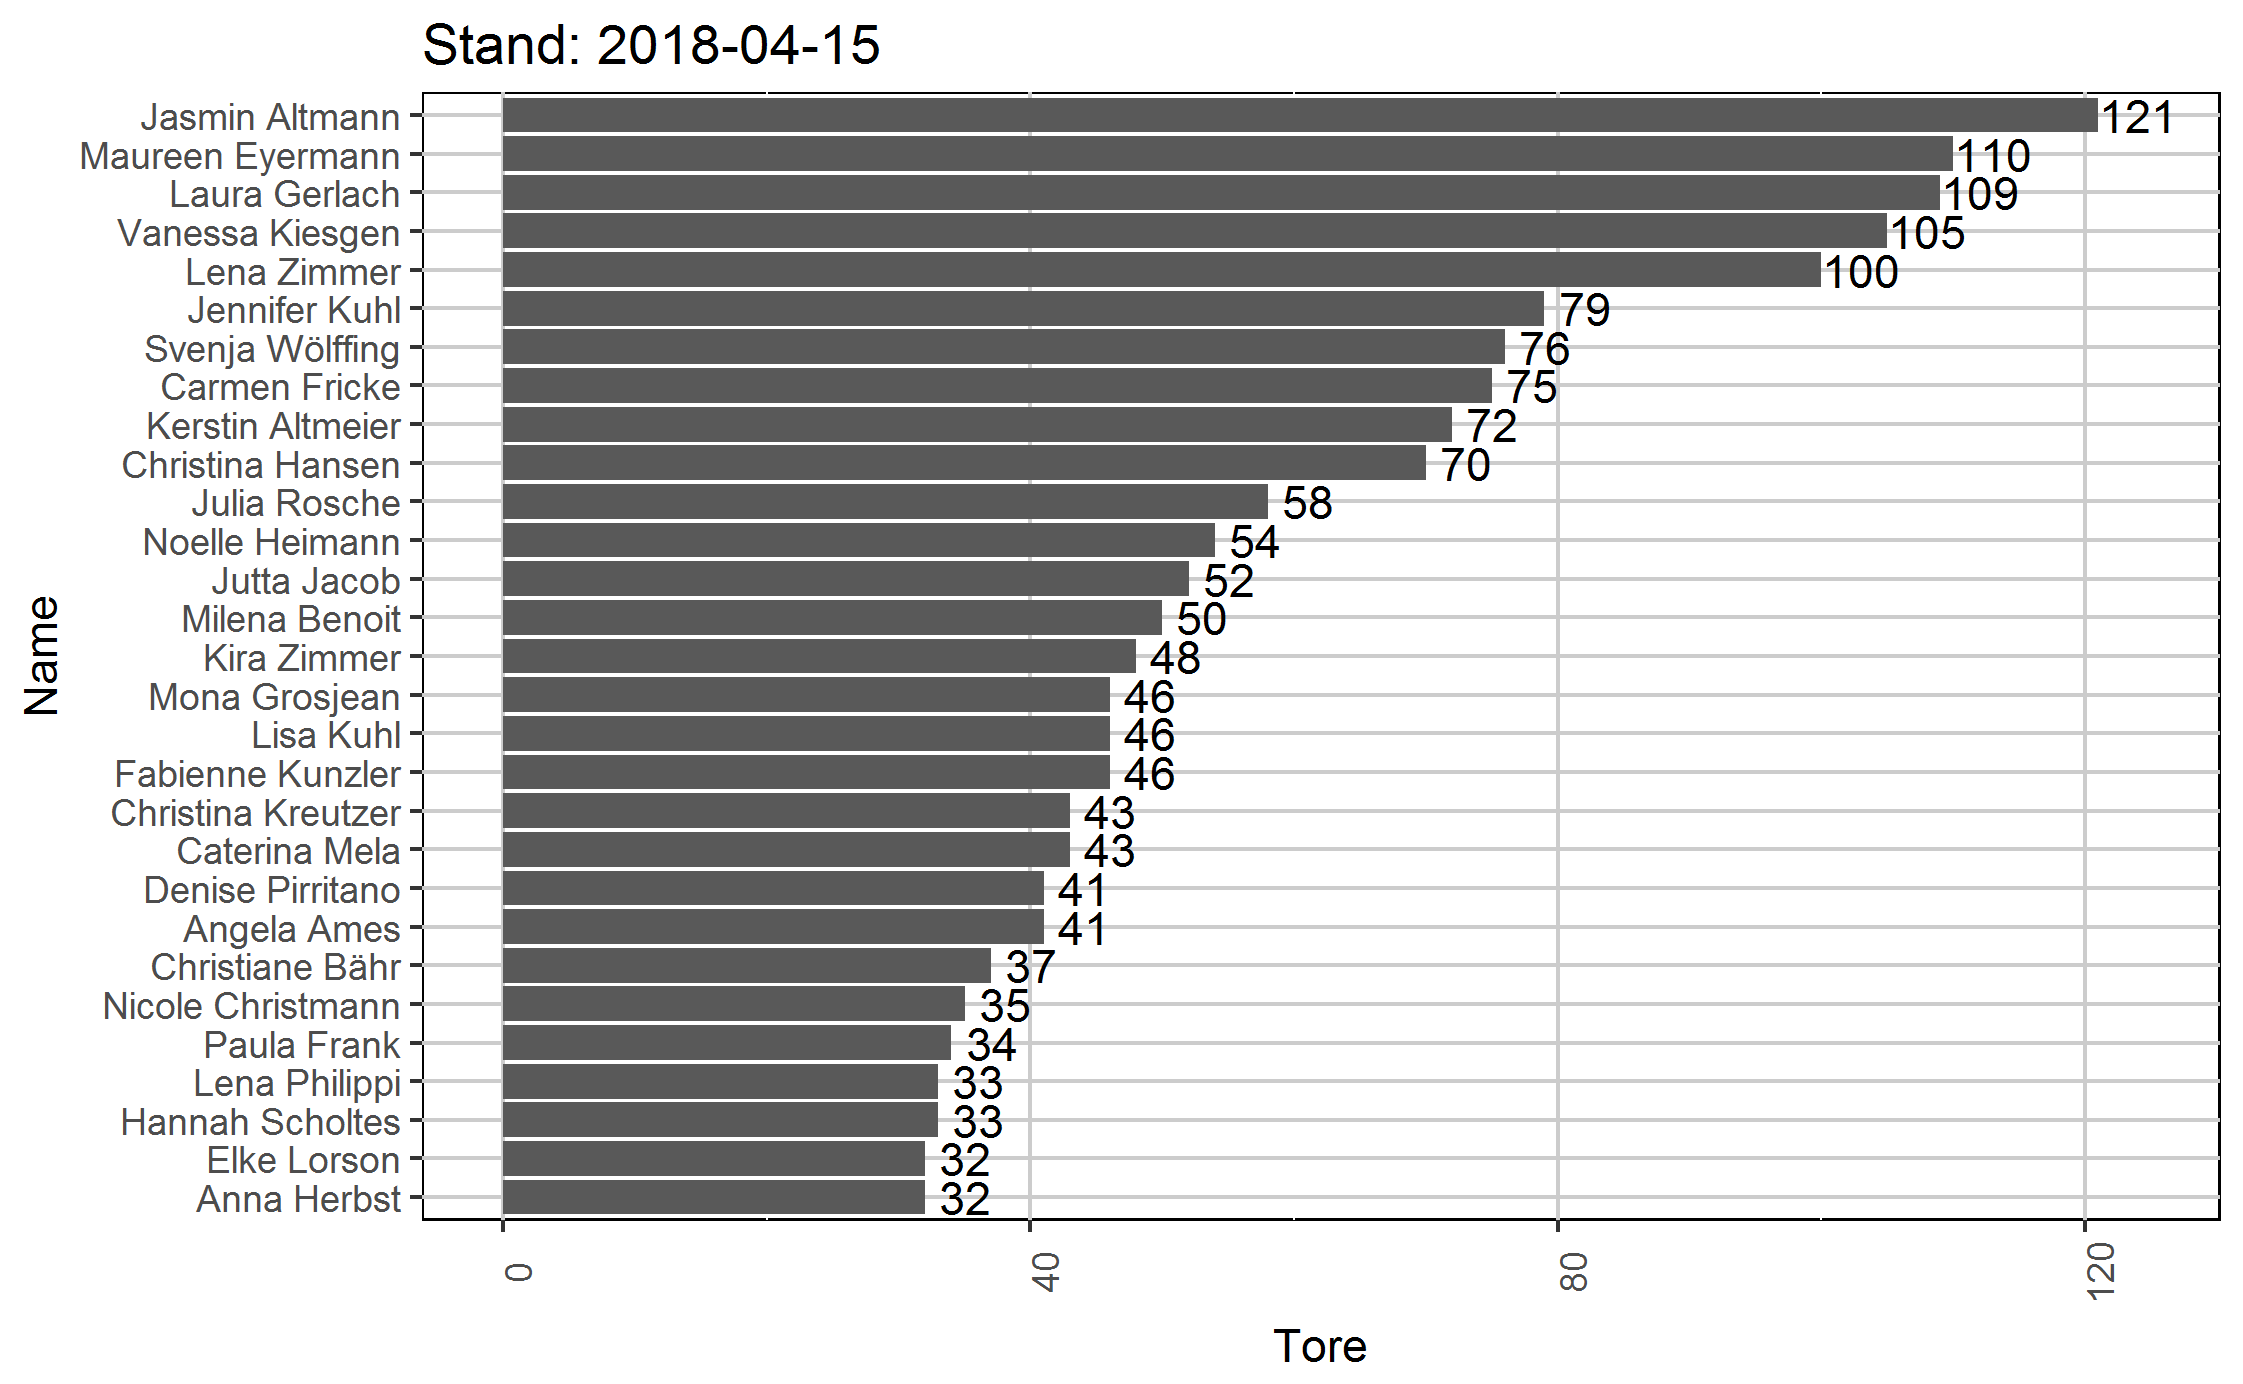 Stand: 2018-04-15
Jasmin Altmann 121
Maureen Eyermann 110
Laura Gerlach 109
Vanessa Kiesgen 105
Lena Zimmer 100
Jennifer Kuhl 79
Svenja Wölffing 76
Carmen Fricke 75
Kerstin Altmeier 72
Christina Hansen 70
Julia Rosche 58
Noelle Heimann 54
Jutta Jacob 52
Milena Benoit 50
Kira Zimmer 48
Mona Grosjean 46
Lisa Kuhl 46
Fabienne Kunzler 46
Christina Kreutzer 43
Caterina Mela 43
Denise Pirritano 41
Angela Ames 41
Christiane Bähr 37
Nicole Christmann 35
Paula Frank 34
Lena Philippi 33
Hannah Scholtes 33
Elke Lorson 32
Anna Herbst 32
Name
0 40 80 120
Tore